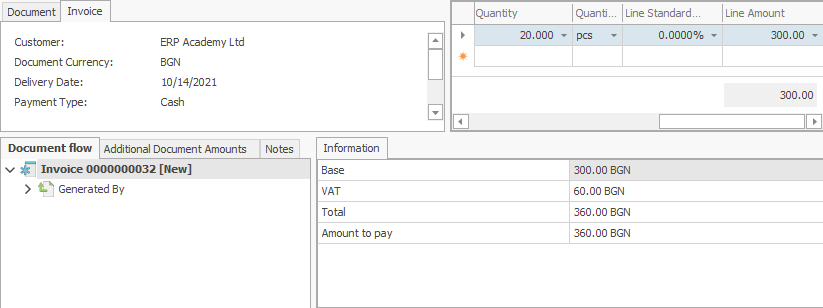 Document Invoice
Customer: ERP Academy Ltd
Document Currency: BGN
Delivery Date: 10/14/2021
Payment Type: Cash
Quantity Quanti... Line Standard... Line Amount
20.000 pcs 0.0000% 300.00
300.00
Document flow Additional Document Amounts Notes
Invoice 0000000032 [New]
Generated By
Information
Base 300.00 BGN
VAT 60.00 BGN
Total 360.00 BGN
Amount to pay 360.00 BGN